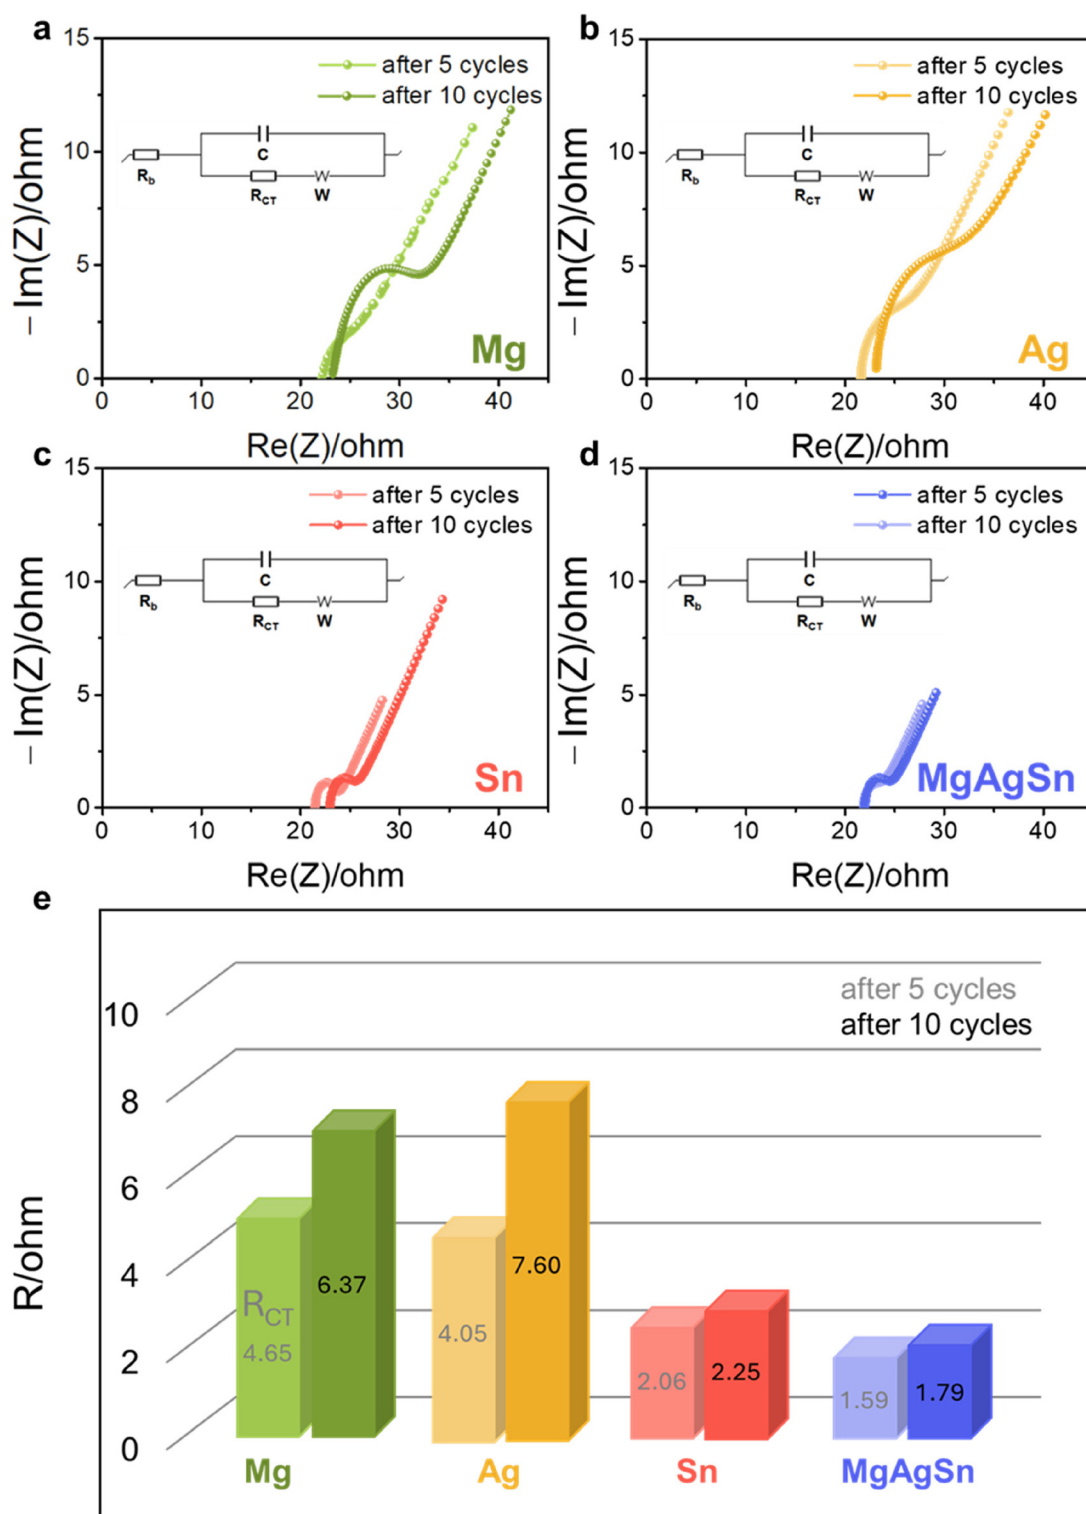 a
15
10
5
0
– Im(Z)/ohm
after 5 cycles
after 10 cycles
C
Rb
RCT
W
Mg
0 10 20 30 40
Re(Z)/ohm
b
15
10
5
0
– Im(Z)/ohm
after 5 cycles
after 10 cycles
C
Rb
RCT
W
Ag
0 10 20 30 40
Re(Z)/ohm
c
15
10
5
0
– Im(Z)/ohm
after 5 cycles
after 10 cycles
C
Rb
RCT
W
Sn
0 10 20 30 40
Re(Z)/ohm
d
15
10
5
0
– Im(Z)/ohm
after 5 cycles
after 10 cycles
C
Rb
RCT
W
MgAgSn
0 10 20 30 40
Re(Z)/ohm
e
after 5 cycles
after 10 cycles
10
8
6
4
2
0
R/ohm
RCT
4.65
6.37
4.05
7.60
2.06
2.25
1.59
1.79
Mg Ag Sn MgAgSn